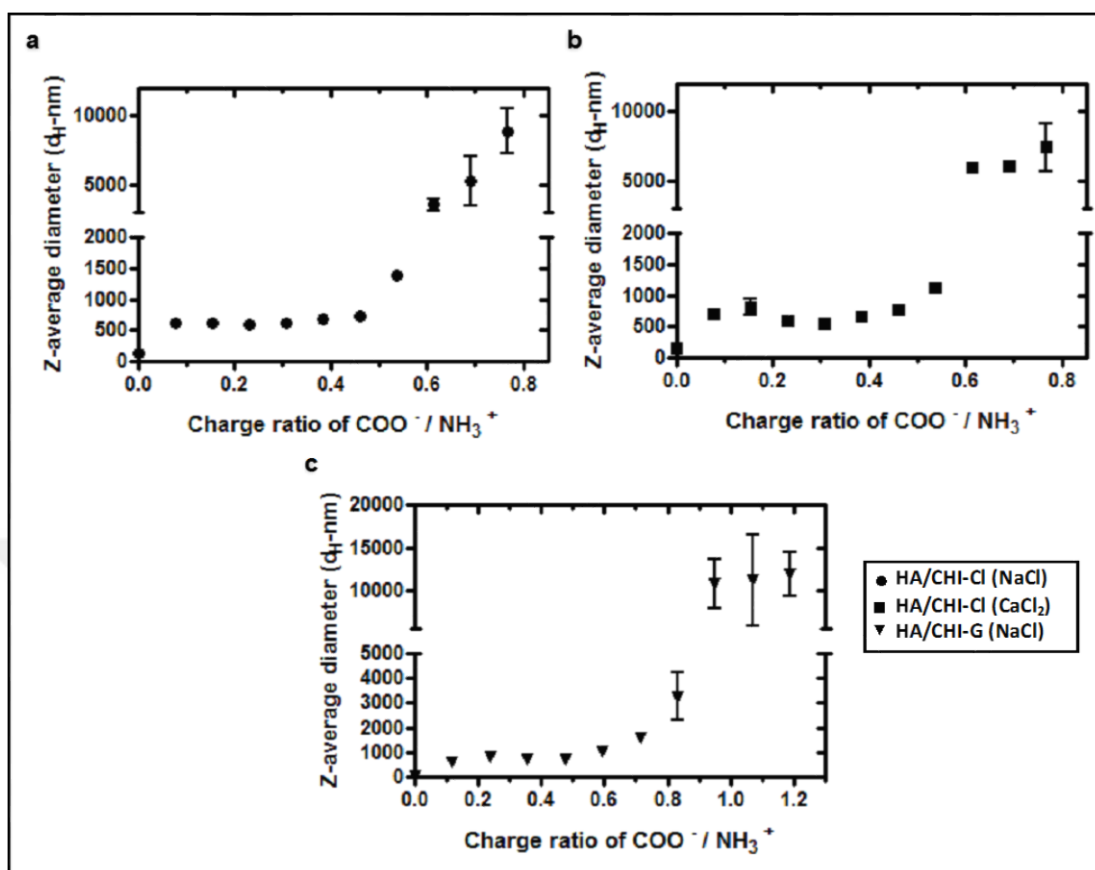 a
Z-average diameter (d_H-nm)
10000
5000
2000
1500
1000
500
0
0.0 0.2 0.4 0.6 0.8
Charge ratio of COO⁻ / NH₃⁺
b
Z-average diameter (d_H-nm)
10000
5000
2000
1500
1000
500
0
0.0 0.2 0.4 0.6 0.8
Charge ratio of COO⁻ / NH₃⁺
c
Z-average diameter (d_H-nm)
20000
15000
10000
5000
4000
3000
2000
1000
0
0.0 0.2 0.4 0.6 0.8 1.0 1.2
Charge ratio of COO⁻ / NH₃⁺
HA/CHI-Cl (NaCl)
HA/CHI-Cl (CaCl₂)
HA/CHI-G (NaCl)